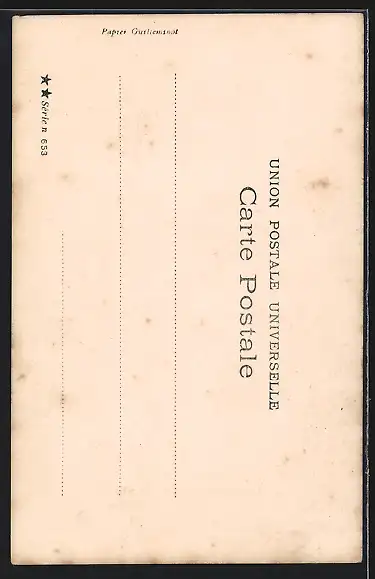 UNION POSTALE UNIVERSELLE
Carte Postale
★★ Série n 653
Papier Guilleminot